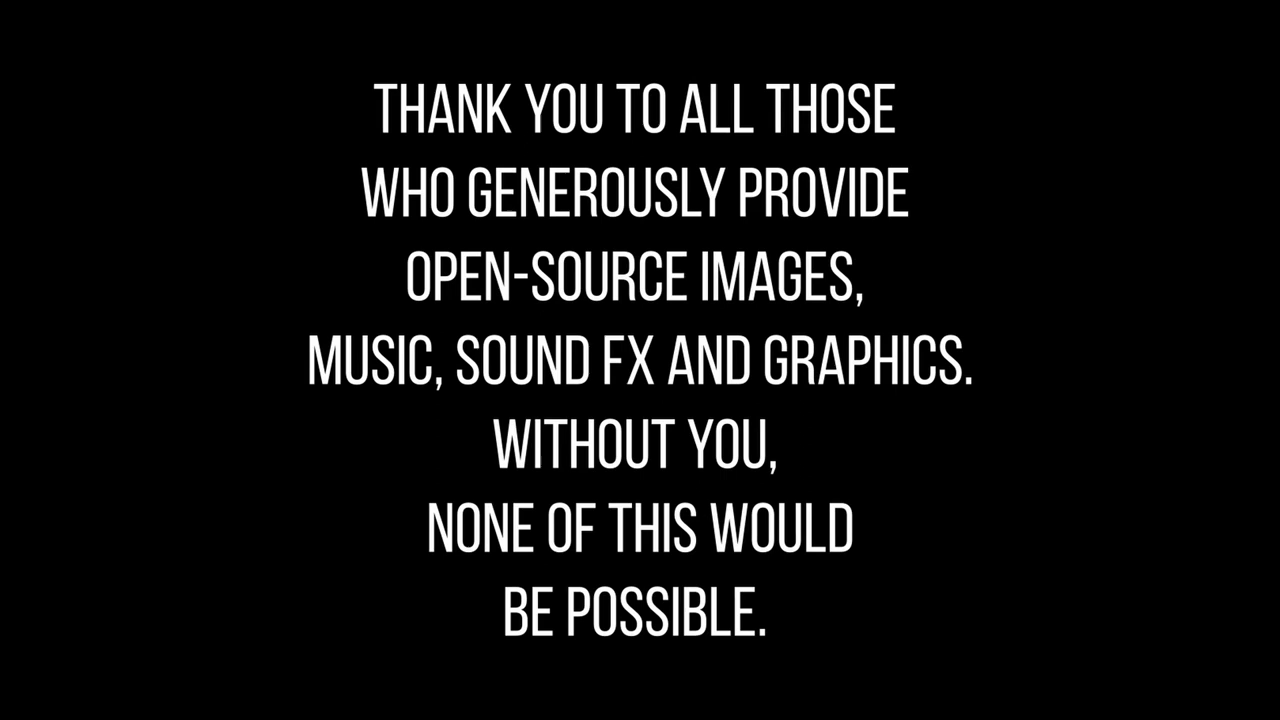 THANK YOU TO ALL THOSE
WHO GENEROUSLY PROVIDE
OPEN-SOURCE IMAGES,
MUSIC, SOUND FX AND GRAPHICS.
WITHOUT YOU,
NONE OF THIS WOULD
BE POSSIBLE.